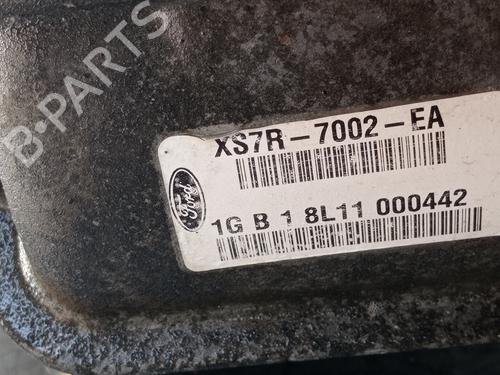 B-PARTS
XS7R-7002-EA
Ford
1G B 1 8L11 000442